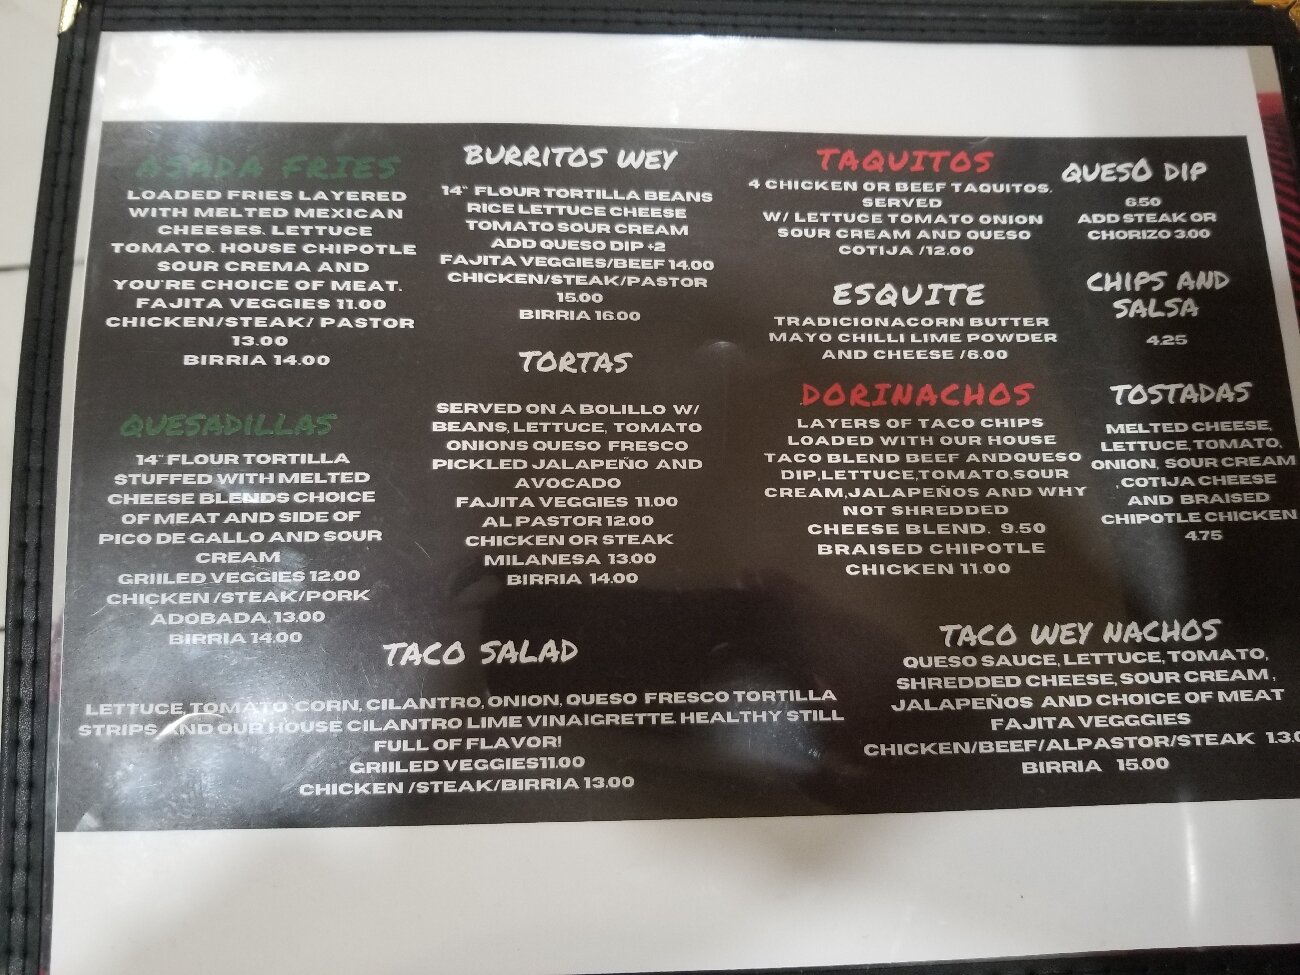 ASADA FRIES
LOADED FRIES LAYERED
WITH MELTED MEXICAN
CHEESES. LETTUCE
TOMATO. HOUSE CHIPOTLE
SOUR CREMA AND
YOU'RE CHOICE OF MEAT.
FAJITA VEGGIES 11.00
CHICKEN/STEAK/ PASTOR
13.00
BIRRIA 14.00
QUESADILLAS
14" FLOUR TORTILLA
STUFFED WITH MELTED
CHEESE BLENDS CHOICE
OF MEAT AND SIDE OF
PICO DE GALLO AND SOUR
CREAM
GRIILED VEGGIES 12.00
CHICKEN /STEAK/PORK
ADOBADA. 13.00
BIRRIA 14.00
BURRITOS WEY
14" FLOUR TORTILLA BEANS
RICE LETTUCE CHEESE
TOMATO SOUR CREAM
ADD QUESO DIP +2
FAJITA VEGGIES/BEEF 14.00
CHICKEN/STEAK/PASTOR
15.00
BIRRIA 16.00
TORTAS
SERVED ON A BOLILLO W/
BEANS, LETTUCE, TOMATO
ONIONS QUESO FRESCO
PICKLED JALAPEÑO AND
AVOCADO
FAJITA VEGGIES 11.00
AL PASTOR 12.00
CHICKEN OR STEAK
MILANESA 13.00
BIRRIA 14.00
TACO SALAD
LETTUCE, TOMATO CORN, CILANTRO, ONION, QUESO FRESCO TORTILLA
STRIPS AND OUR HOUSE CILANTRO LIME VINAIGRETTE. HEALTHY STILL
FULL OF FLAVOR!
GRIILED VEGGIES11.00
CHICKEN /STEAK/BIRRIA 13.00
TAQUITOS
4 CHICKEN OR BEEF TAQUITOS.
SERVED
W/ LETTUCE TOMATO ONION
SOUR CREAM AND QUESO
COTIJA /12.00
ESQUITE
TRADICIONACORN BUTTER
MAYO CHILLI LIME POWDER
AND CHEESE /6.00
DORINACHOS
LAYERS OF TACO CHIPS
LOADED WITH OUR HOUSE
TACO BLEND BEEF ANDQUESO
DIP,LETTUCE,TOMATO,SOUR
CREAM,JALAPEÑOS AND WHY
NOT SHREDDED
CHEESE BLEND. 9.50
BRAISED CHIPOTLE
CHICKEN 11.00
QUESO DIP
6.50
ADD STEAK OR
CHORIZO 3.00
CHIPS AND
SALSA
4.25
TOSTADAS
MELTED CHEESE,
LETTUCE, TOMATO,
ONION, SOUR CREAM
,COTIJA CHEESE
AND BRAISED
CHIPOTLE CHICKEN
4.75
TACO WEY NACHOS
QUESO SAUCE, LETTUCE, TOMATO,
SHREDDED CHEESE, SOUR CREAM ,
JALAPEÑOS AND CHOICE OF MEAT
FAJITA VEGGGIES
CHICKEN/BEEF/ALPASTOR/STEAK 13.0
BIRRIA 15.00